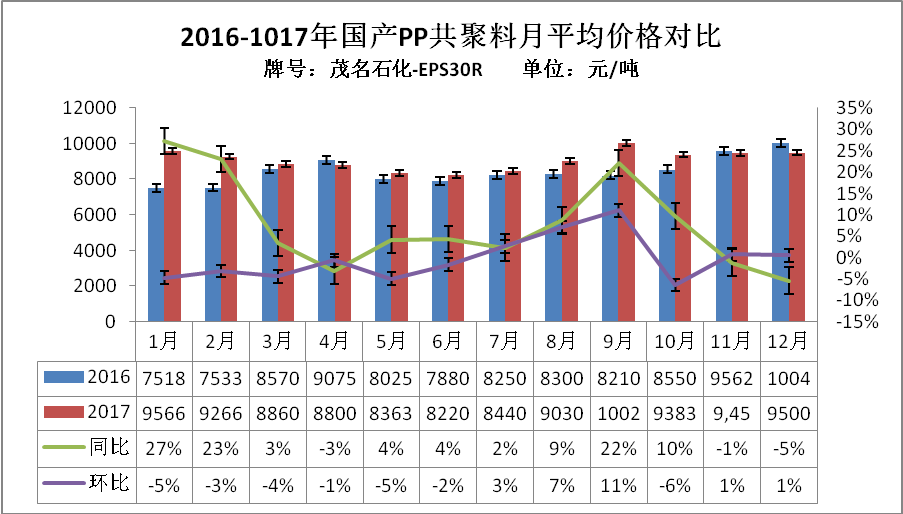 2016-1017年国产PP共聚料月平均价格对比
牌号：茂名石化-EPS30R 单位：元/吨
12000 35%
10000 30%
8000 25%
6000 20%
4000 15%
2000 10%
0 5%
0%
-5%
-10%
-15%
1月 2月 3月 4月 5月 6月 7月 8月 9月 10月 11月 12月
2016 7518 7533 8570 9075 8025 7880 8250 8300 8210 8550 9562 1004
2017 9566 9266 8860 8800 8363 8220 8440 9030 1002 9383 9,45 9500
同比 27% 23% 3% -3% 4% 4% 2% 9% 22% 10% -1% -5%
环比 -5% -3% -4% -1% -5% -2% 3% 7% 11% -6% 1% 1%